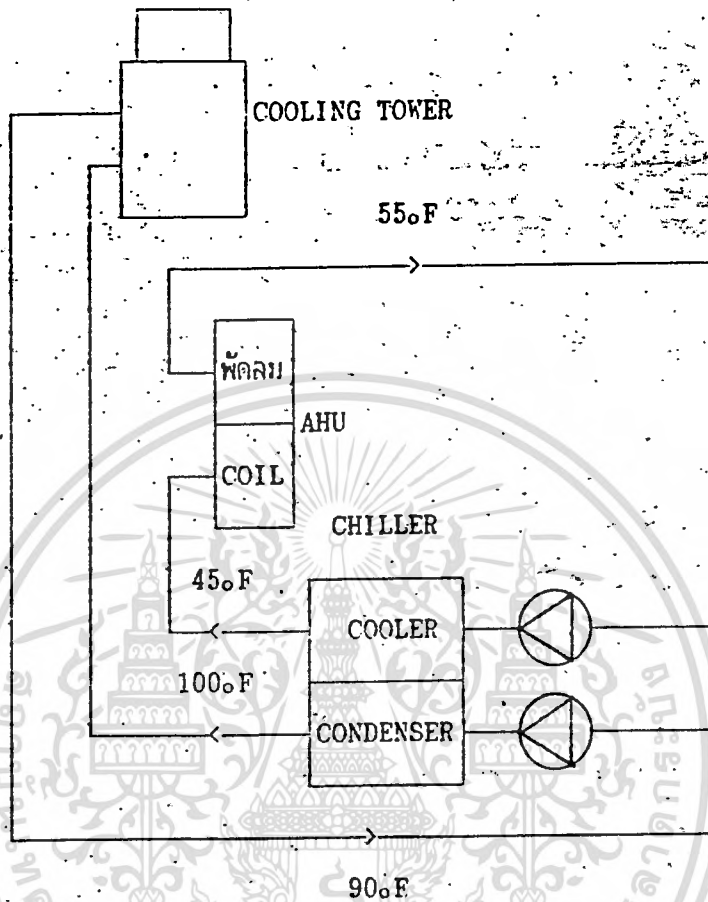 COOLING TOWER
55oF
พัดลม
AHU
COIL
CHILLER
45oF
COOLER
100oF
CONDENSER
90oF